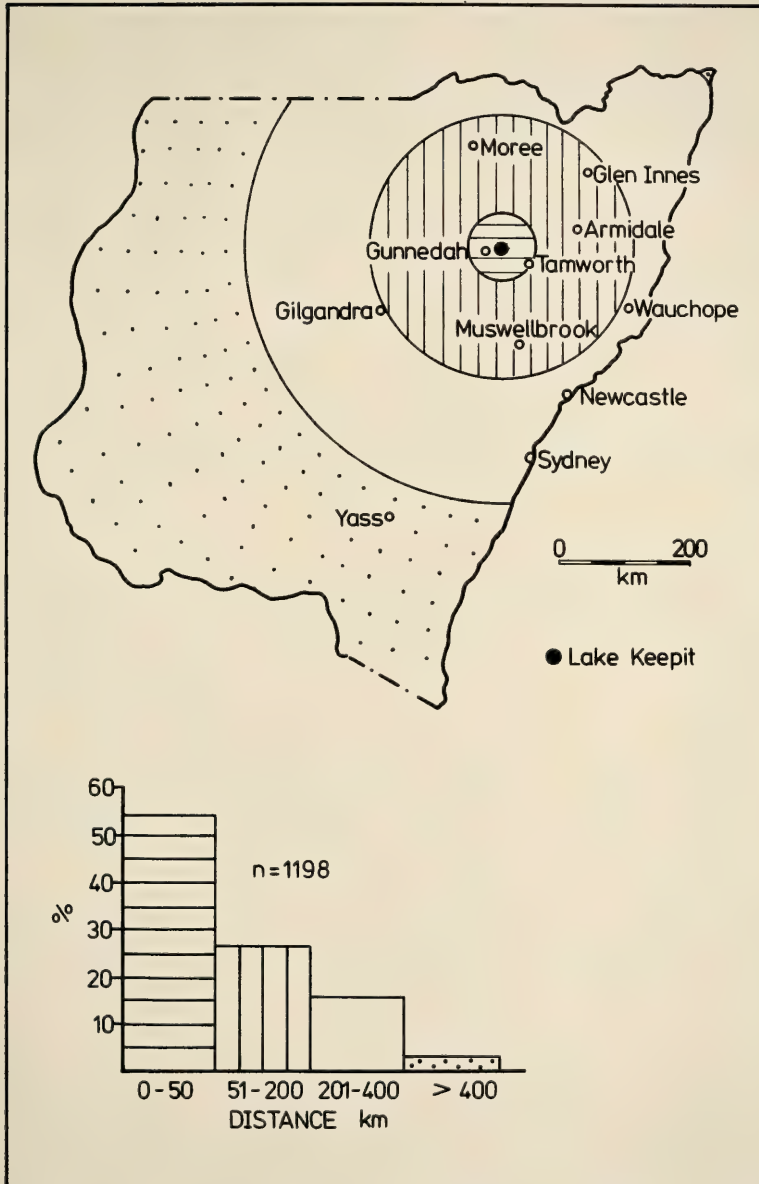 Moree
Glen Innes
Armidale
Gunnedah
Tamworth
Gilgandra
Wauchope
Muswellbrook
Newcastle
Sydney
Yass
0 200
km
Lake Keepit
60
50
n=1198
40
%
30
20
10
0-50 51-200 201-400 > 400
DISTANCE km